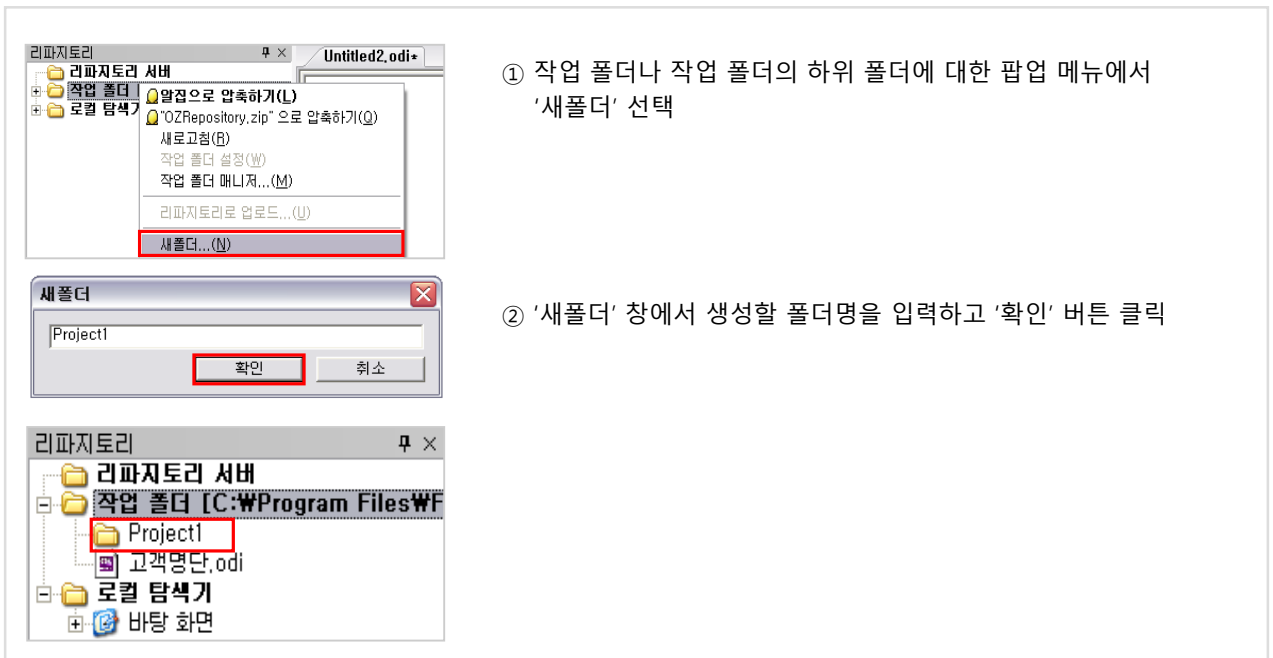 리파지토리
Untitled2.odi*
리파지토리 서버
작업 폴더
로컬 탐색기
알집으로 압축하기(L)
"OZRepository.zip" 으로 압축하기(Q)
새로고침(R)
작업 폴더 설정(W)
작업 폴더 매니저...(M)
리파지토리로 업로드...(U)
새폴더...(N)
① 작업 폴더나 작업 폴더의 하위 폴더에 대한 팝업 메뉴에서
'새폴더' 선택
새폴더
Project1
확인 취소
② '새폴더' 창에서 생성할 폴더명을 입력하고 '확인' 버튼 클릭
리파지토리
리파지토리 서버
작업 폴더 [C:₩Program Files₩F
Project1
고객명단.odi
로컬 탐색기
바탕 화면